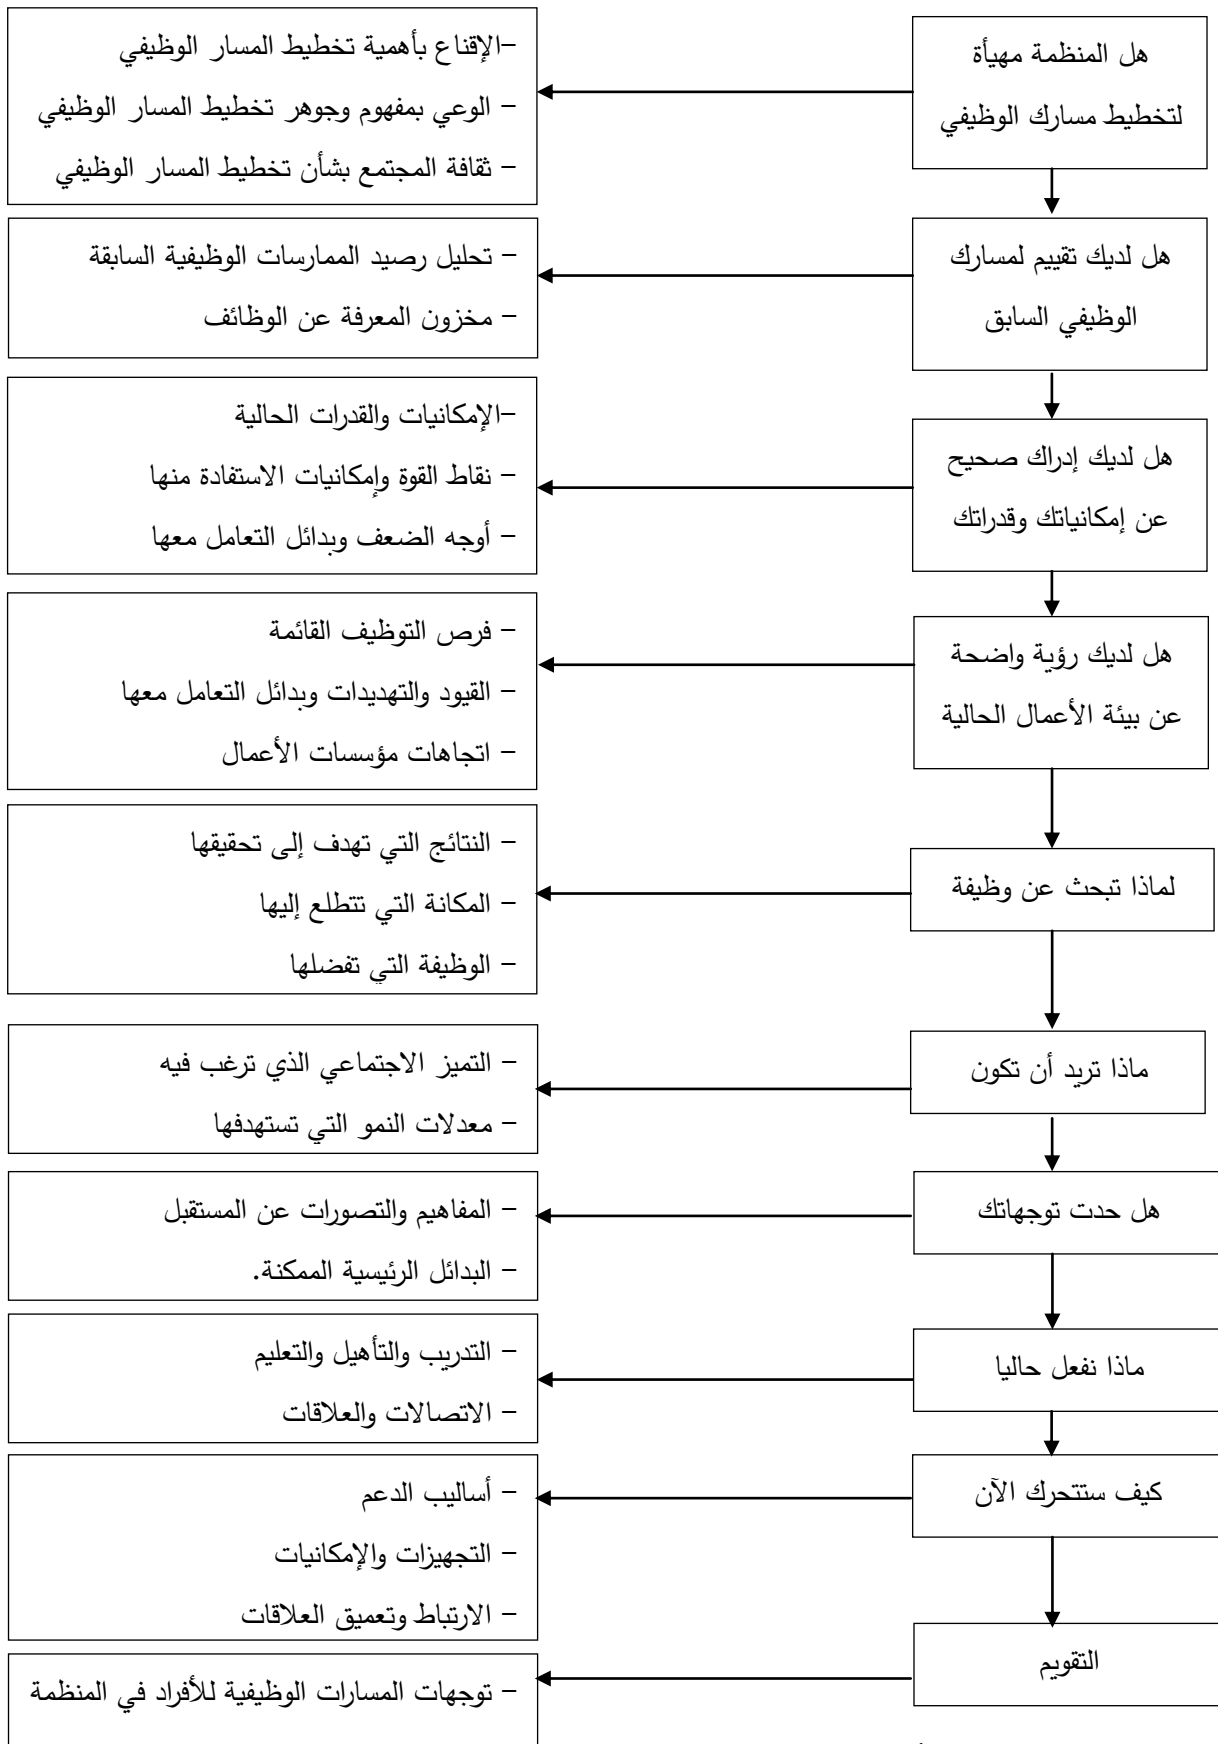 هل المنظمة مهيأة
لتخطيط مسارك الوظيفي
-الإقناع بأهمية تخطيط المسار الوظيفي
- الوعي بمفهوم وجوهر تخطيط المسار الوظيفي
- ثقافة المجتمع بشأن تخطيط المسار الوظيفي
هل لديك تقييم لمسارك
الوظيفي السابق
- تحليل رصيد الممارسات الوظيفية السابقة
- مخزون المعرفة عن الوظائف
هل لديك إدراك صحيح
عن إمكانياتك وقدراتك
-الإمكانيات والقدرات الحالية
- نقاط القوة وإمكانيات الاستفادة منها
- أوجه الضعف وبدائل التعامل معها
هل لديك رؤية واضحة
عن بيئة الأعمال الحالية
- فرص التوظيف القائمة
- القيود والتهديدات وبدائل التعامل معها
- اتجاهات مؤسسات الأعمال
لماذا تبحث عن وظيفة
- النتائج التي تهدف إلى تحقيقها
- المكانة التي تتطلع إليها
- الوظيفة التي تفضلها
ماذا تريد أن تكون
- التميز الاجتماعي الذي ترغب فيه
- معدلات النمو التي تستهدفها
هل حدت توجهاتك
- المفاهيم والتصورات عن المستقبل
- البدائل الرئيسية الممكنة.
ماذا نفعل حاليا
- التدريب والتأهيل والتعليم
- الاتصالات والعلاقات
كيف ستتحرك الآن
- أساليب الدعم
- التجهيزات والإمكانيات
- الارتباط وتعميق العلاقات
التقويم
- توجهات المسارات الوظيفية للأفراد في المنظمة